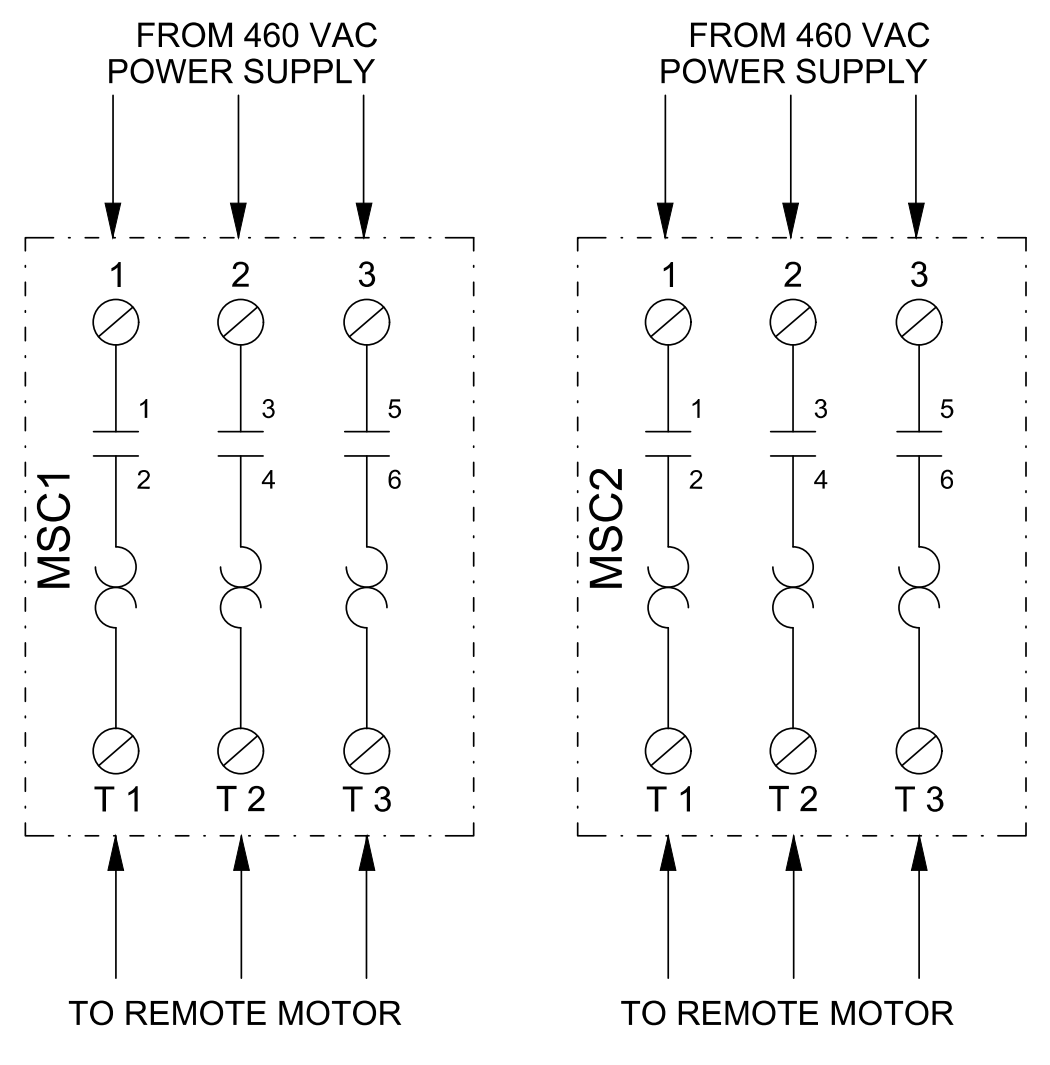 FROM 460 VAC
POWER SUPPLY
1 2 3
1 3 5
2 4 6
MSC1
T 1 T 2 T 3
TO REMOTE MOTOR
FROM 460 VAC
POWER SUPPLY
1 2 3
1 3 5
2 4 6
MSC2
T 1 T 2 T 3
TO REMOTE MOTOR